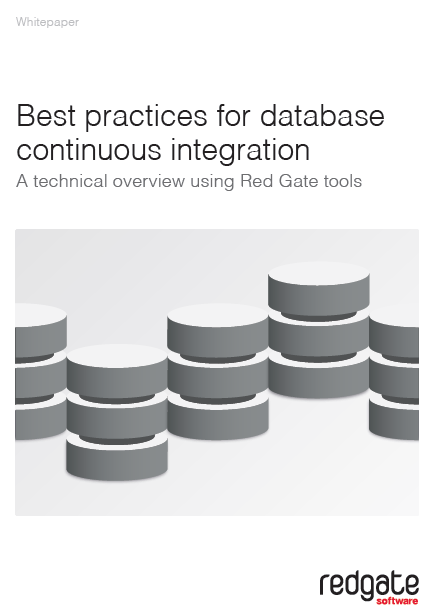 Whitepaper
Best practices for database
continuous integration
A technical overview using Red Gate tools
redgate
software